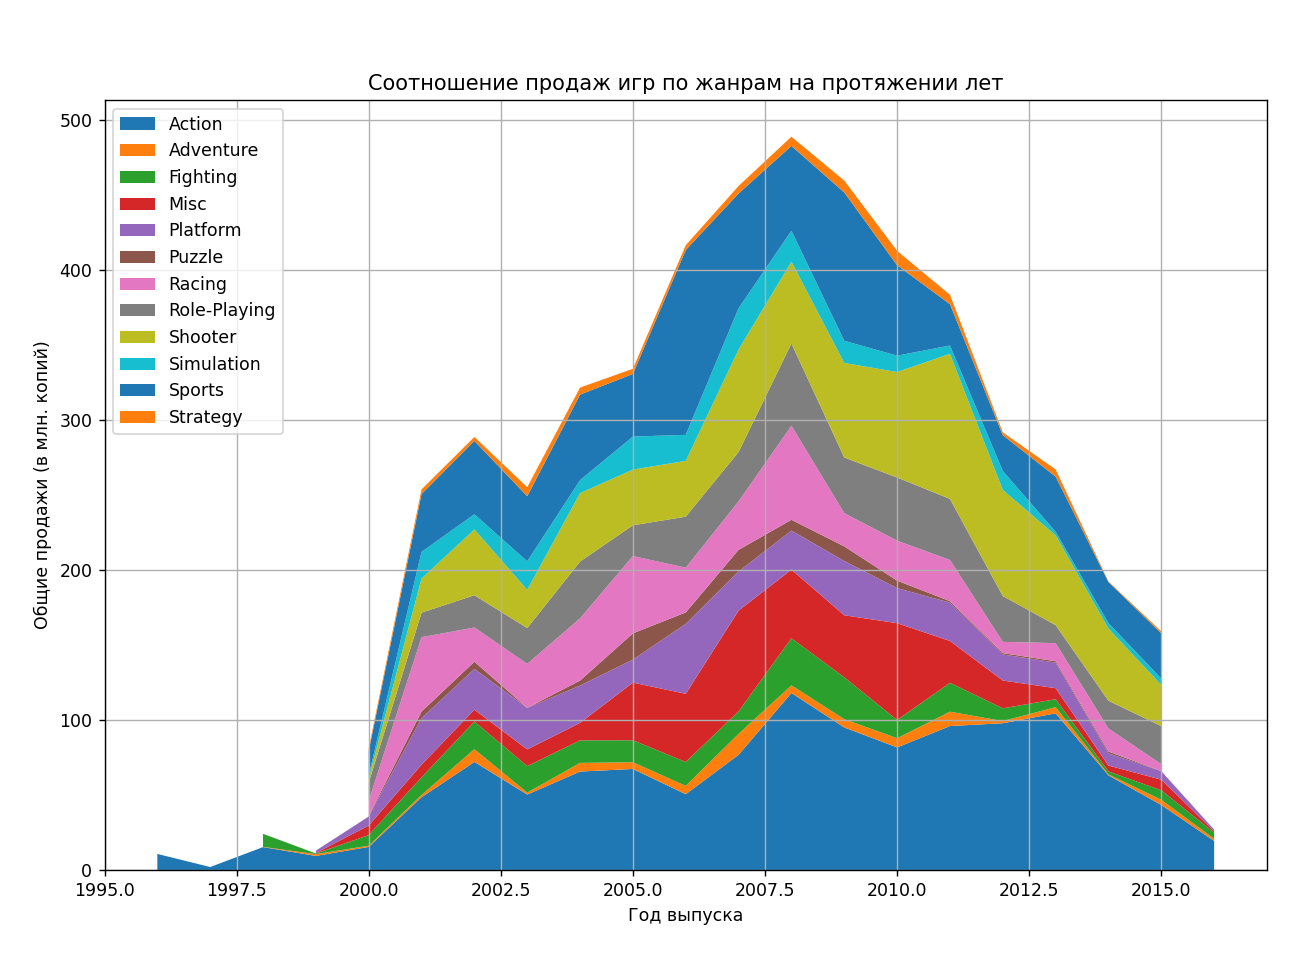 Соотношение продаж игр по жанрам на протяжении лет
500
400
300
200
100
0
Общие продажи (в млн. копий)
Action
Adventure
Fighting
Misc
Platform
Puzzle
Racing
Role-Playing
Shooter
Simulation
Sports
Strategy
1995.0 1997.5 2000.0 2002.5 2005.0 2007.5 2010.0 2012.5 2015.0
Год выпуска